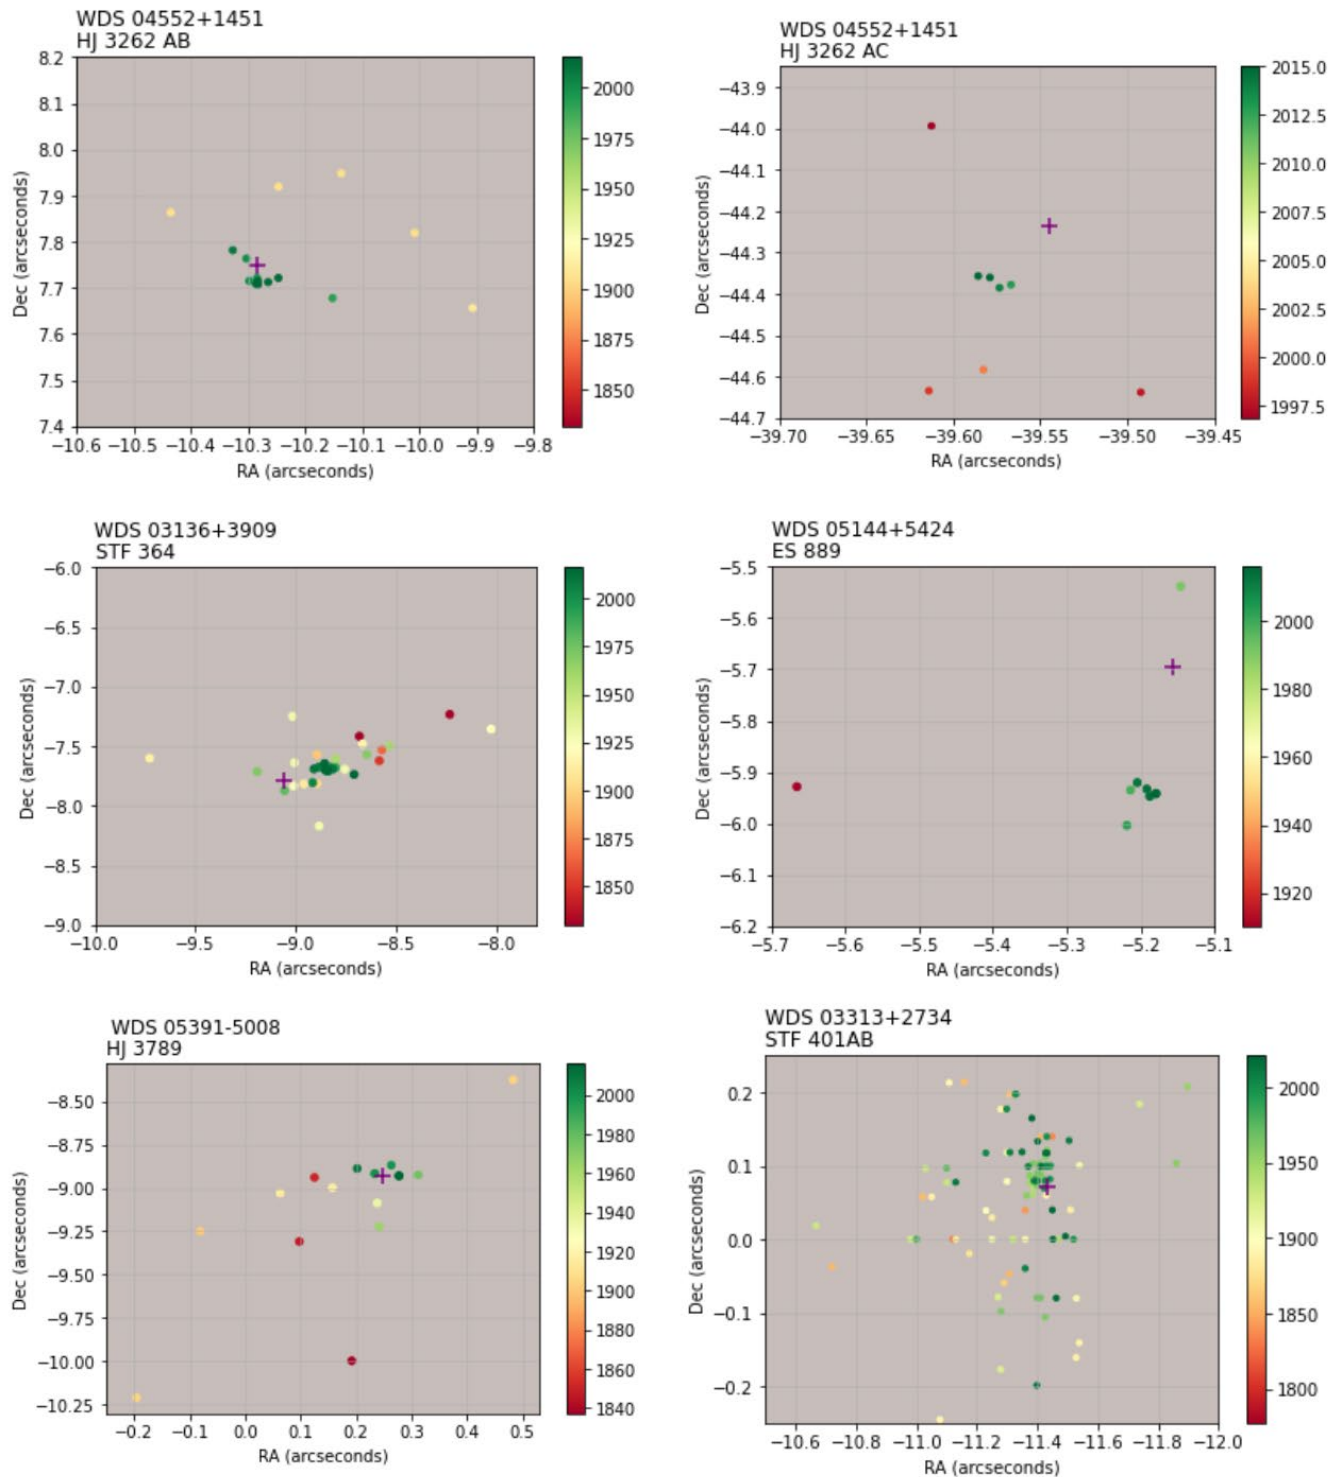 WDS 04552+1451
HJ 3262 AB
8.2
8.1
8.0
7.9
7.8
7.7
7.6
7.5
7.4
Dec (arcseconds)
−10.6 −10.5 −10.4 −10.3 −10.2 −10.1 −10.0 −9.9 −9.8
RA (arcseconds)
2000
1975
1950
1925
1900
1875
1850
WDS 04552+1451
HJ 3262 AC
−43.9
−44.0
−44.1
−44.2
−44.3
−44.4
−44.5
−44.6
−44.7
Dec (arcseconds)
−39.70 −39.65 −39.60 −39.55 −39.50 −39.45
RA (arcseconds)
2015.0
2012.5
2010.0
2007.5
2005.0
2002.5
2000.0
1997.5
WDS 03136+3909
STF 364
−6.0
−6.5
−7.0
−7.5
−8.0
−8.5
−9.0
Dec (arcseconds)
−10.0 −9.5 −9.0 −8.5 −8.0
RA (arcseconds)
2000
1975
1950
1925
1900
1875
1850
WDS 05144+5424
ES 889
−5.5
−5.6
−5.7
−5.8
−5.9
−6.0
−6.1
−6.2
Dec (arcseconds)
−5.7 −5.6 −5.5 −5.4 −5.3 −5.2 −5.1
RA (arcseconds)
2000
1980
1960
1940
1920
WDS 05391-5008
HJ 3789
−8.50
−8.75
−9.00
−9.25
−9.50
−9.75
−10.00
−10.25
Dec (arcseconds)
−0.2 −0.1 0.0 0.1 0.2 0.3 0.4 0.5
RA (arcseconds)
2000
1980
1960
1940
1920
1900
1880
1860
1840
WDS 03313+2734
STF 401AB
0.2
0.1
0.0
−0.1
−0.2
Dec (arcseconds)
−10.6 −10.8 −11.0 −11.2 −11.4 −11.6 −11.8 −12.0
RA (arcseconds)
2000
1950
1900
1850
1800